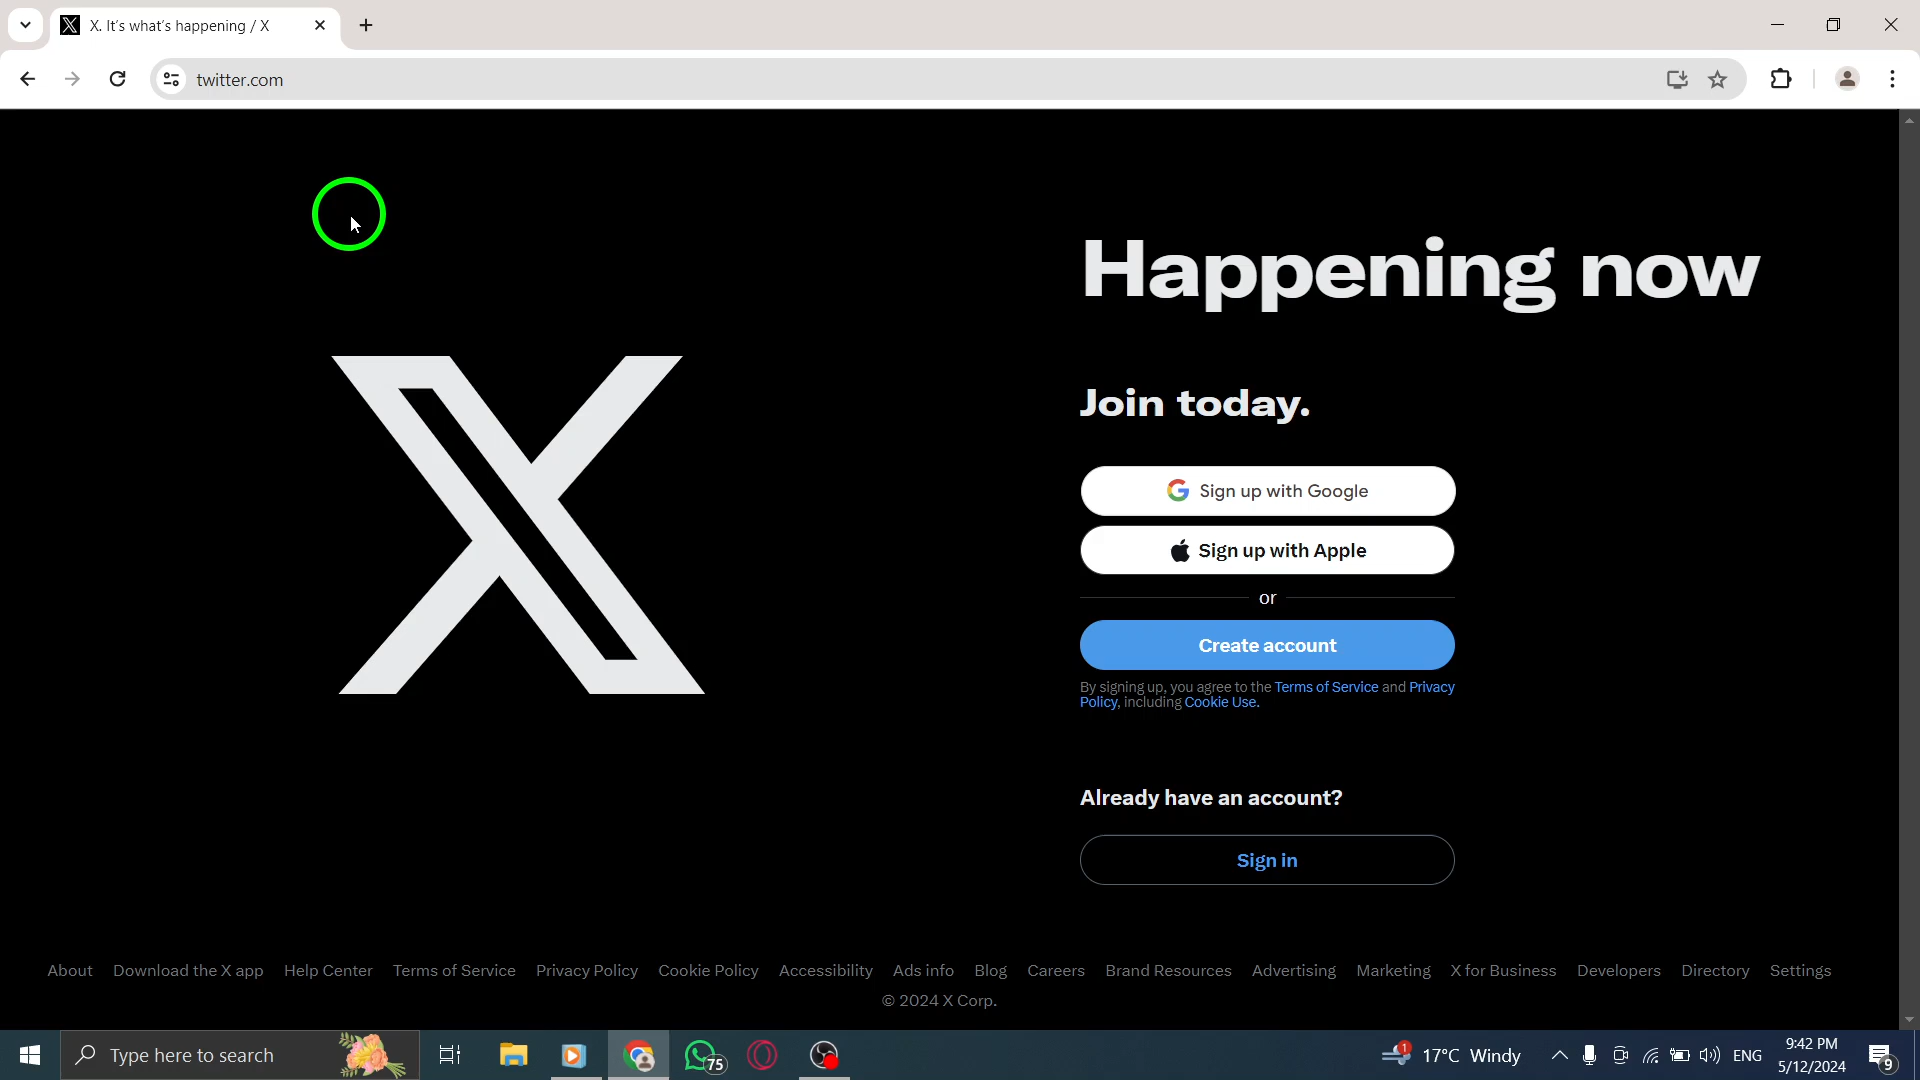 X. It's what's happening / X
twitter.com
Happening now
Join today.
Sign up with Google
Sign up with Apple
or
Create account
By signing up, you agree to the Terms of Service and Privacy
Policy, including Cookie Use.
Already have an account?
Sign in
About Download the X app Help Center Terms of Service Privacy Policy Cookie Policy Accessibility Ads info Blog Careers Brand Resources Advertising Marketing X for Business Developers Directory Settings
© 2024 X Corp.
Type here to search
75
1
17°C Windy
ENG
9:42 PM
5/12/2024
9